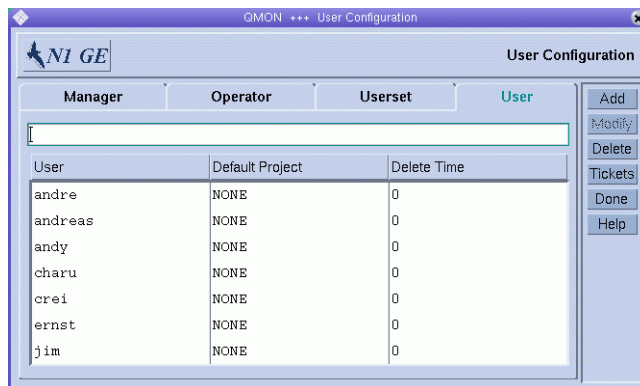 QMON +++ User Configuration
N1 GE
User Configuration
Manager Operator Userset User
Add
Modify
Delete
Tickets
Done
Help
User Default Project Delete Time
andre NONE 0
andreas NONE 0
andy NONE 0
charu NONE 0
crei NONE 0
ernst NONE 0
jim NONE 0